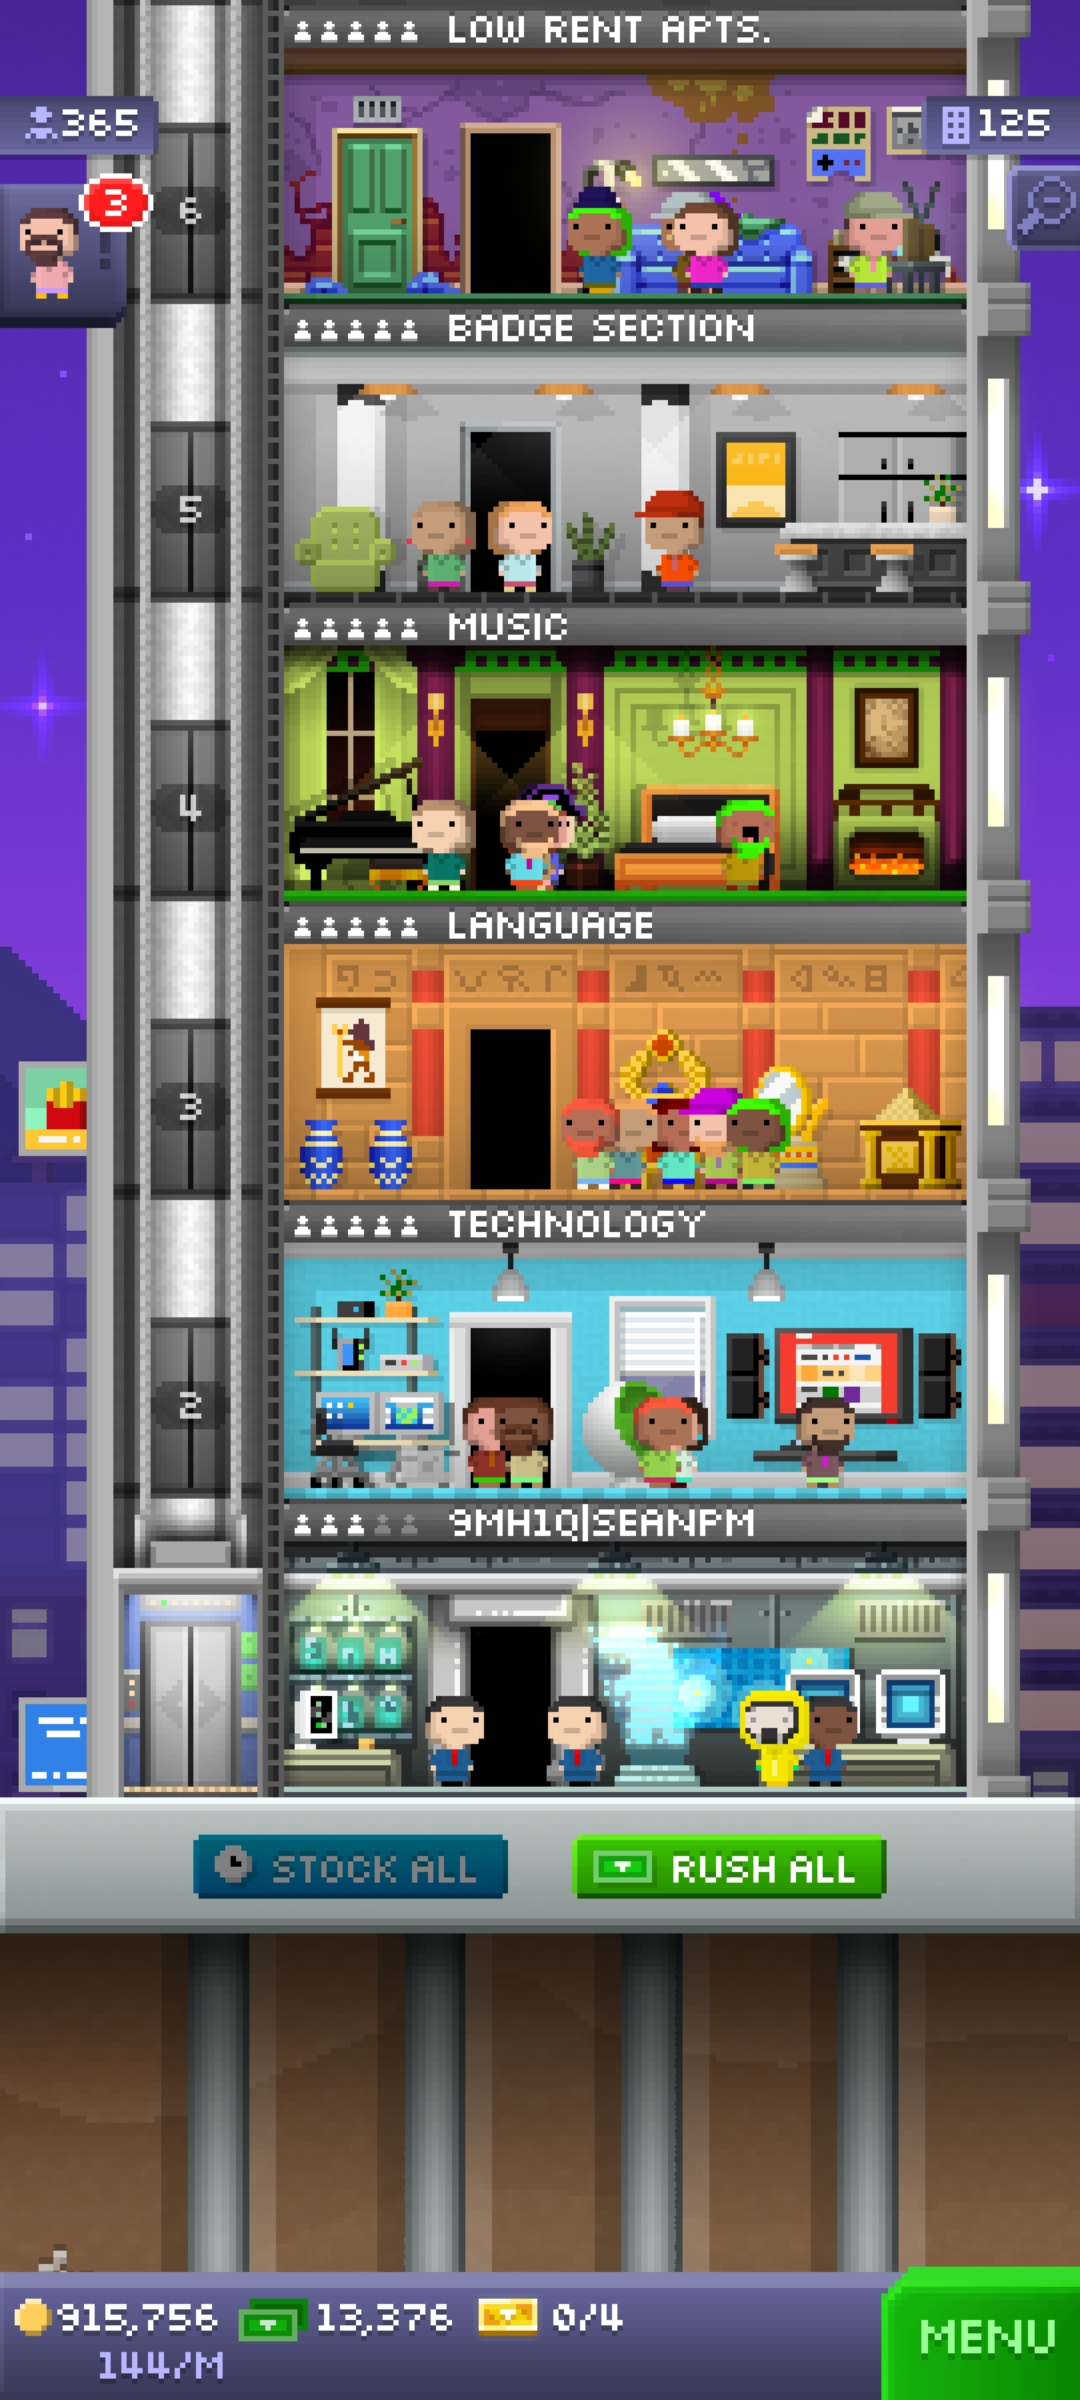 LOW RENT APTS.
365
125
3
6
BADGE SECTION
5
MUSIC
4
LANGUAGE
3
TECHNOLOGY
2
9MH1Q|SEANPM
STOCK ALL
RUSH ALL
915,756
13,376
0/4
144/M
MENU